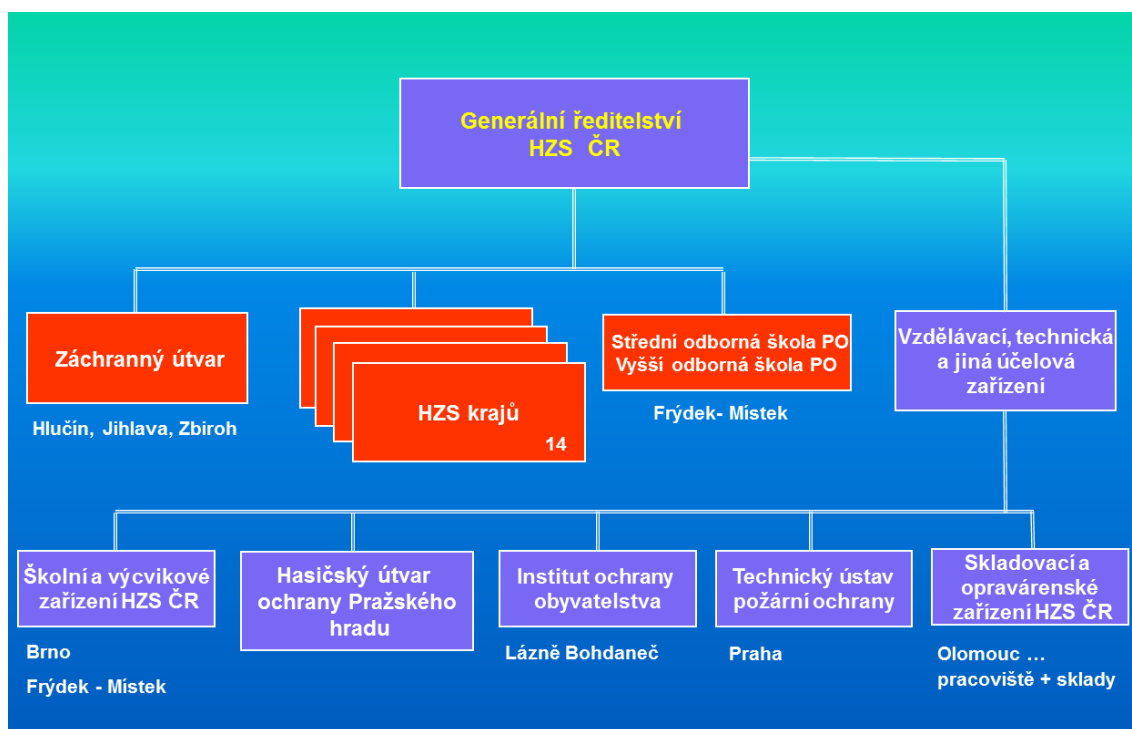 Generální ředitelství
HZS ČR
Záchranný útvar
Hlučín, Jihlava, Zbiroh
HZS krajů
14
Střední odborná škola PO
Vyšší odborná škola PO
Frýdek- Místek
Vzdělávací, technická
a jiná účelová
zařízení
Školní a výcvikové
zařízení HZS ČR
Brno
Frýdek - Místek
Hasičský útvar
ochrany Pražského
hradu
Institut ochrany
obyvatelstva
Lázně Bohdaneč
Technický ústav
požární ochrany
Praha
Skladovací a
opravárenské
zařízení HZS ČR
Olomouc ...
pracoviště + sklady